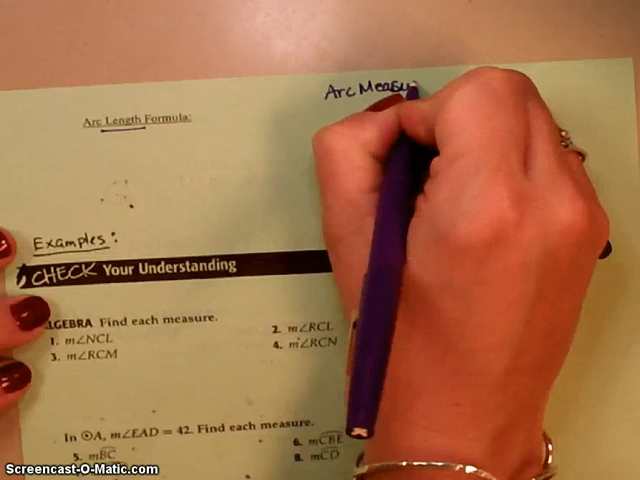 Arc Measu
Arc Length Formula:
Examples:
CHECK Your Understanding
LGEBRA Find each measure.
1. m∠NCL
2. m∠RCL
3. m∠RCM
4. m∠RCN
In ⊙A, m∠EAD = 42. Find each measure.
5. mBC
6. mCBE
8. mCD
Screencast-O-Matic.com